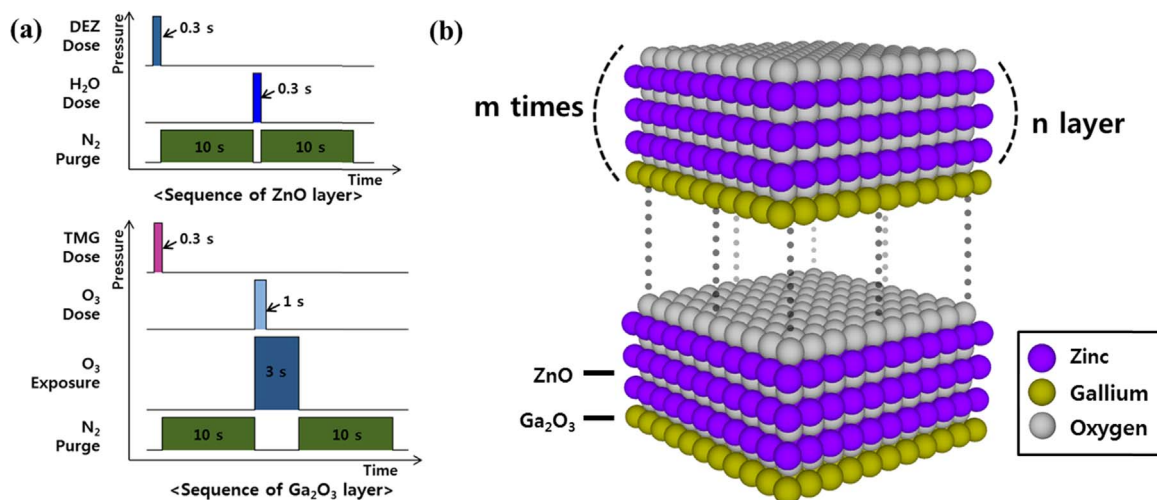 (a)
DEZ
Dose
Pressure
0.3 s
H₂O
Dose
0.3 s
N₂
Purge
10 s
10 s
Time
<Sequence of ZnO layer>
TMG
Dose
Pressure
0.3 s
O₃
Dose
1 s
O₃
Exposure
3 s
N₂
Purge
10 s
10 s
Time
<Sequence of Ga₂O₃ layer>
(b)
m times
n layer
ZnO
Ga₂O₃
Zinc
Gallium
Oxygen